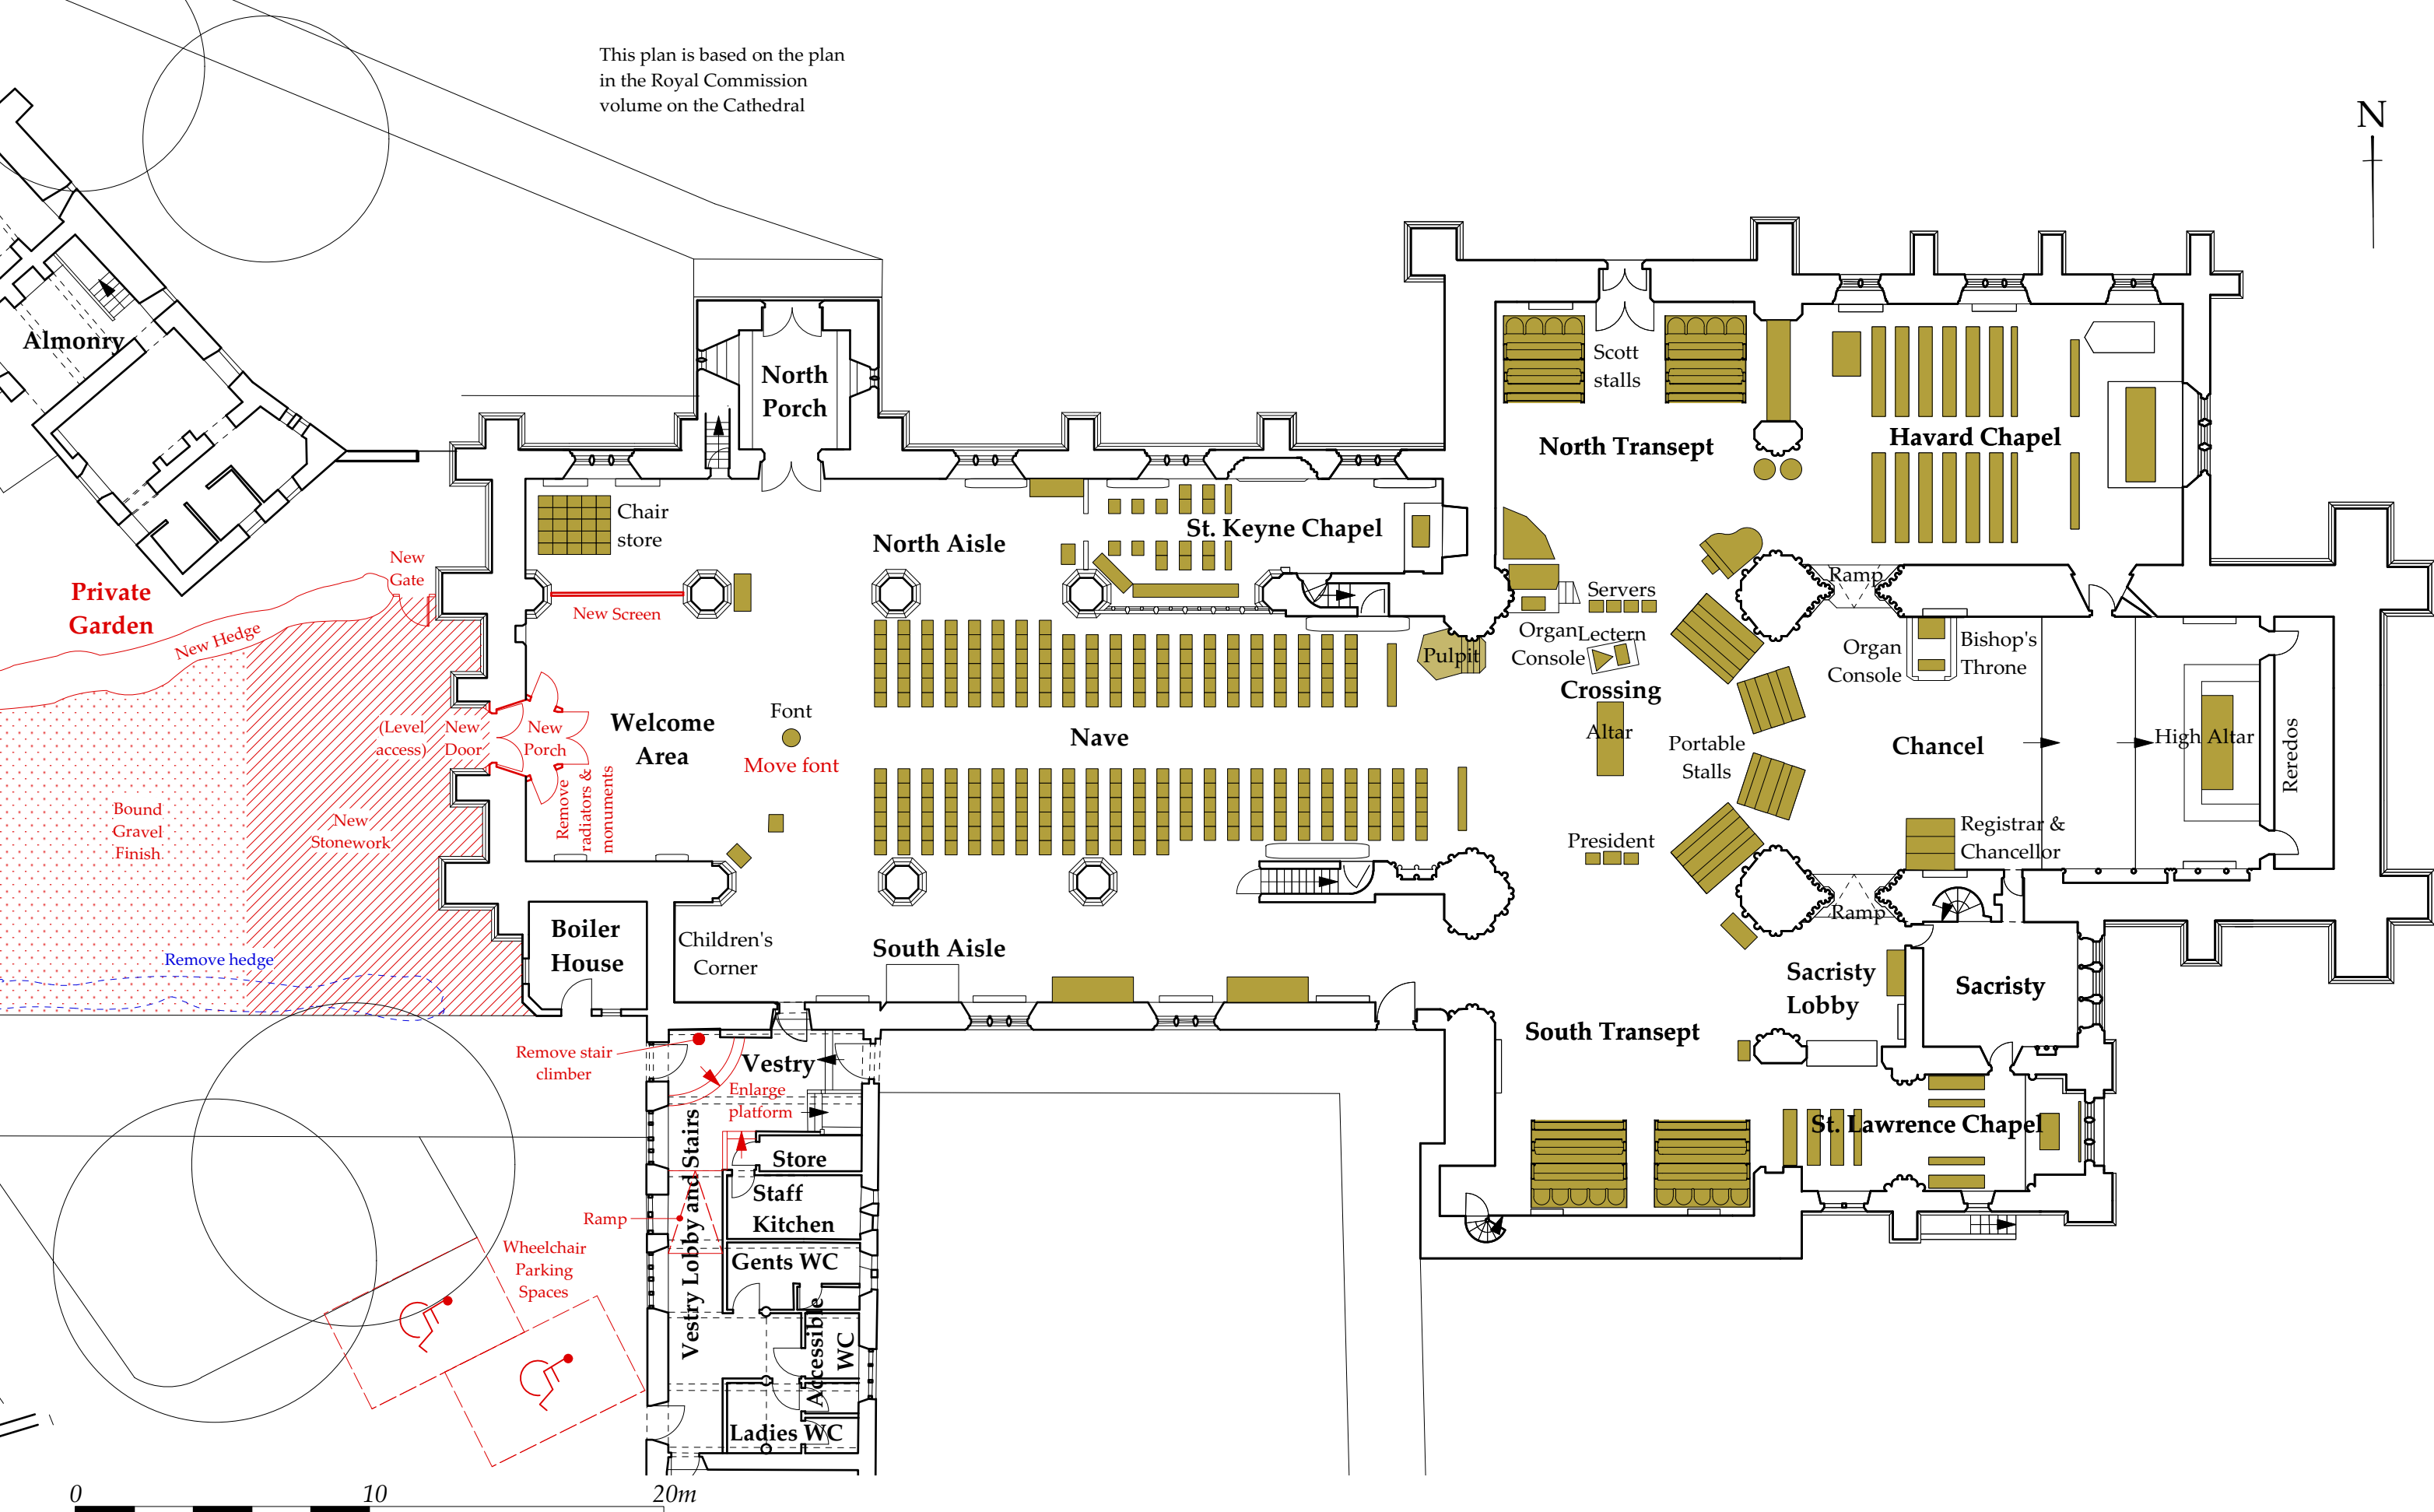 This plan is based on the plan
in the Royal Commission
volume on the Cathedral
N
Almonry
North
Porch
Scott
stalls
North Transept
Havard Chapel
Chair
store
North Aisle
St. Keyne Chapel
New
Gate
Private
Garden
New Hedge
New Screen
Servers
Ramp
Organ
Console
Lectern
Pulpit
Crossing
Altar
Organ
Console
Bishop's
Throne
(Level
access)
New
Door
New
Porch
Welcome
Area
Font
Move font
Nave
Portable
Stalls
Chancel
High Altar
Reredos
Remove
radiators &
monuments
Bound
Gravel
Finish
New
Stonework
President
Registrar &
Chancellor
Ramp
Boiler
House
Children's
Corner
South Aisle
Remove hedge
Sacristy
Lobby
Sacristy
South Transept
Remove stair
climber
Vestry
Enlarge
platform
St. Lawrence Chapel
Vestry Lobby and Stairs
Store
Staff
Kitchen
Ramp
Gents WC
Wheelchair
Parking
Spaces
Accessible
WC
Ladies WC
0 10 20m